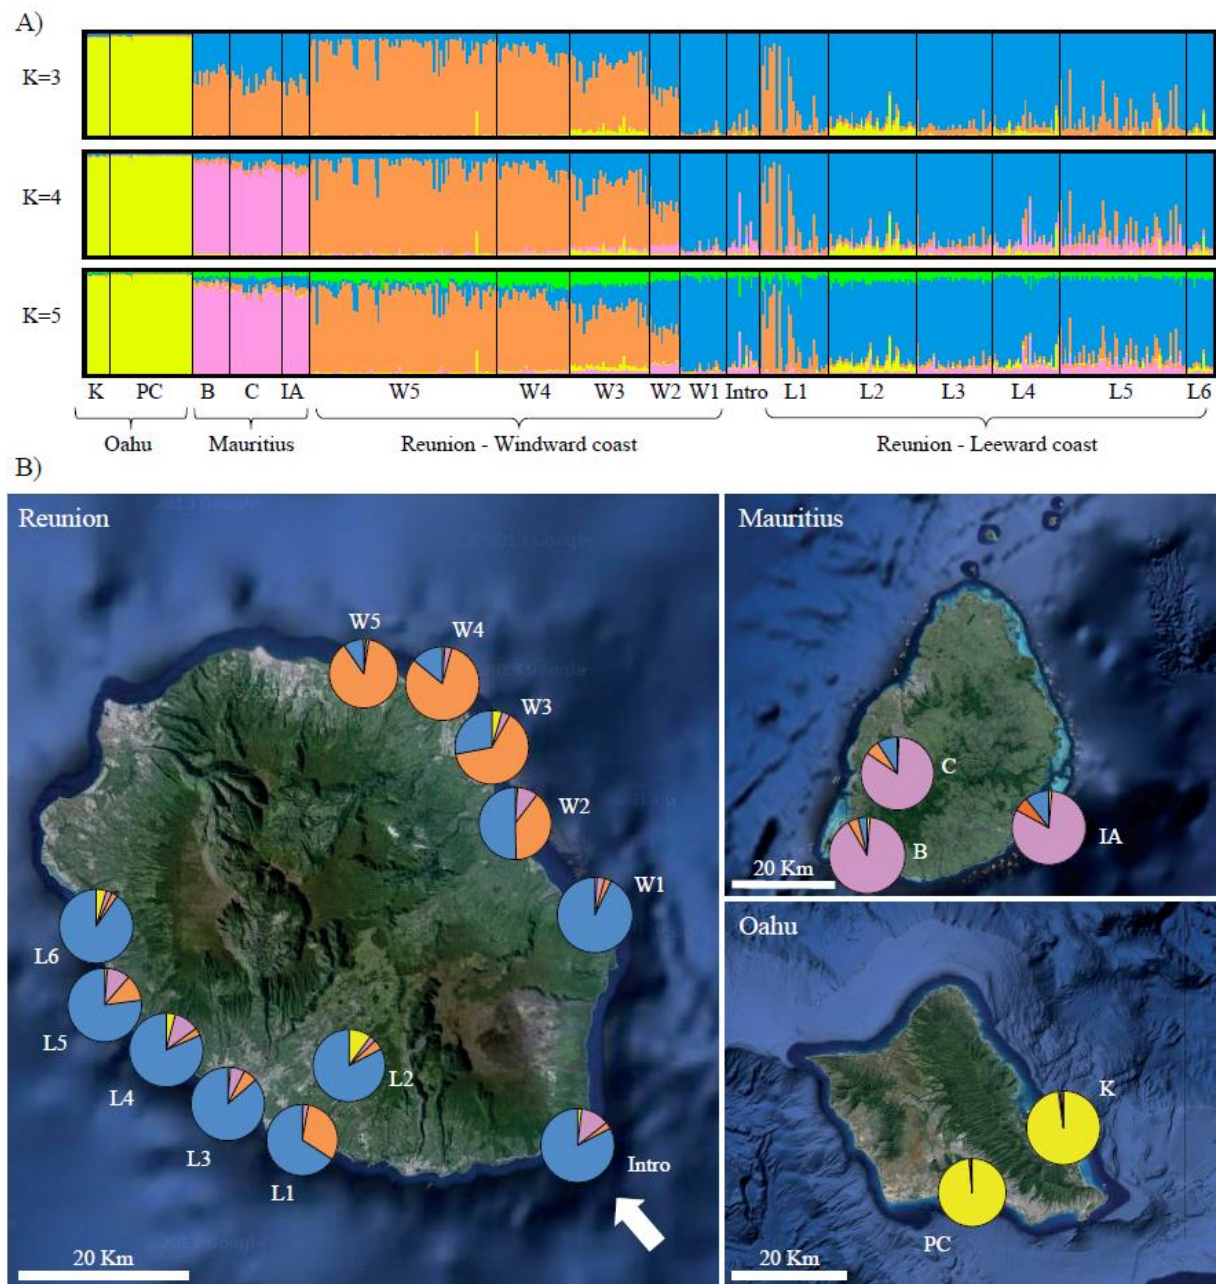 A)
K=3
K=4
K=5
K PC B C IA W5 W4 W3 W2 W1 Intro L1 L2 L3 L4 L5 L6
Oahu Mauritius Reunion - Windward coast Reunion - Leeward coast
B)
Reunion
Mauritius
W5
W4
W3
W2
W1
L6
L5
L4
L3
L2
L1
Intro
20 Km
C
B
IA
20 Km
Oahu
K
PC
20 Km